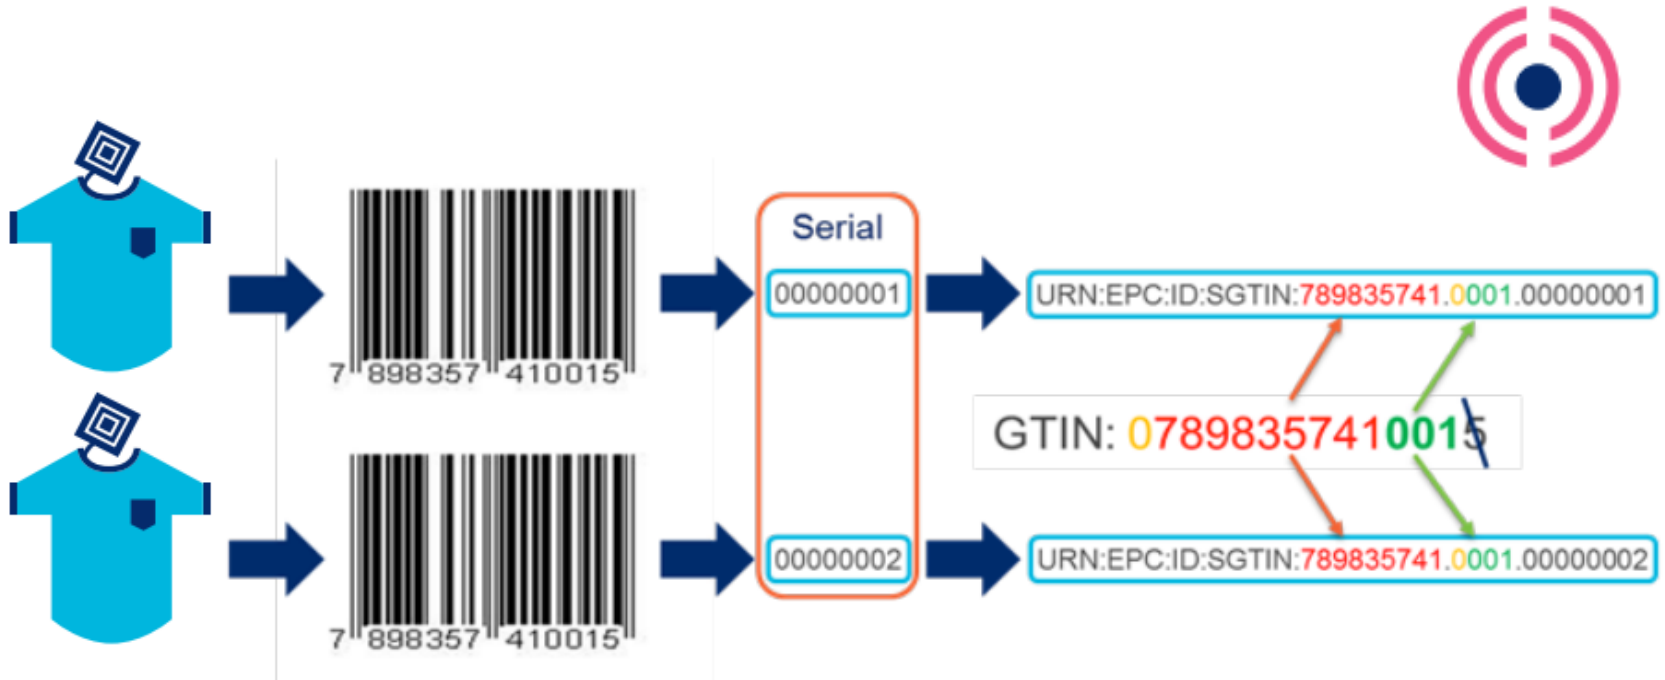 Serial
7 898357 410015
00000001
URN:EPC:ID:SGTIN:789835741.0001.00000001
GTIN: 07898357410015
7 898357 410015
00000002
URN:EPC:ID:SGTIN:789835741.0001.00000002